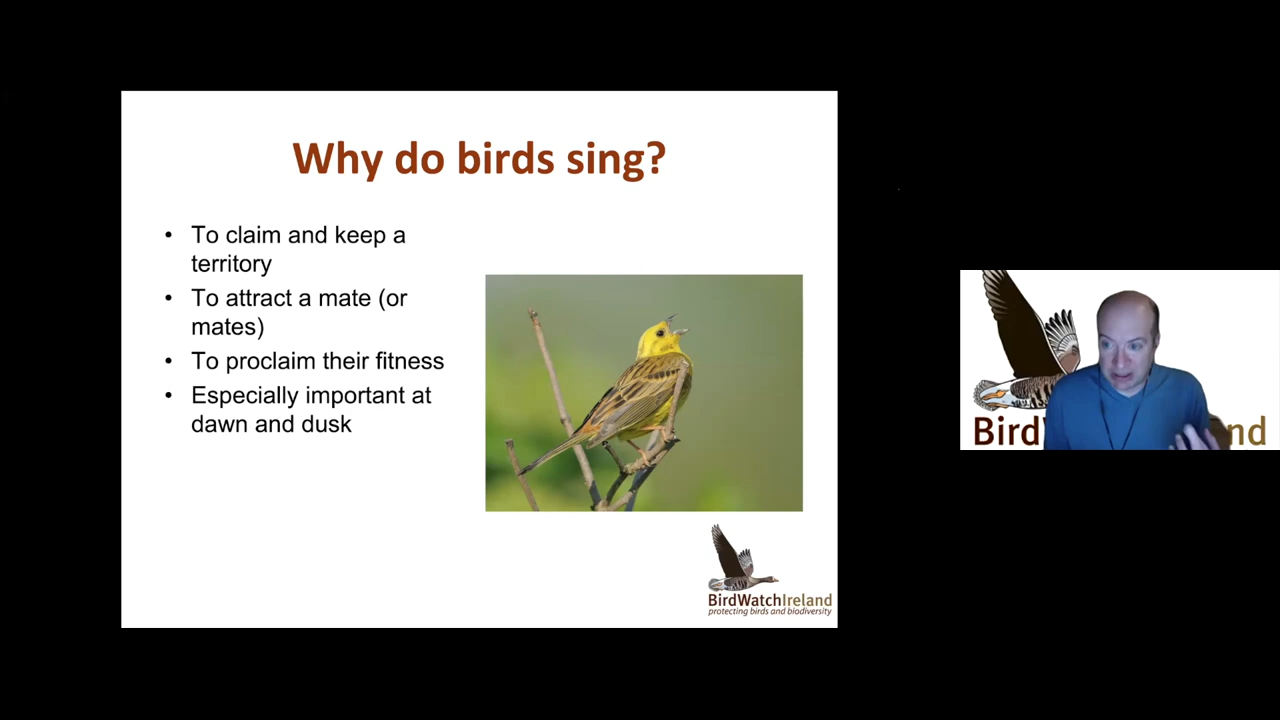 Why do birds sing?
• To claim and keep a
territory
• To attract a mate (or
mates)
• To proclaim their fitness
• Especially important at
dawn and dusk
BirdWatchIreland
protecting birds and biodiversity
Bird
nd